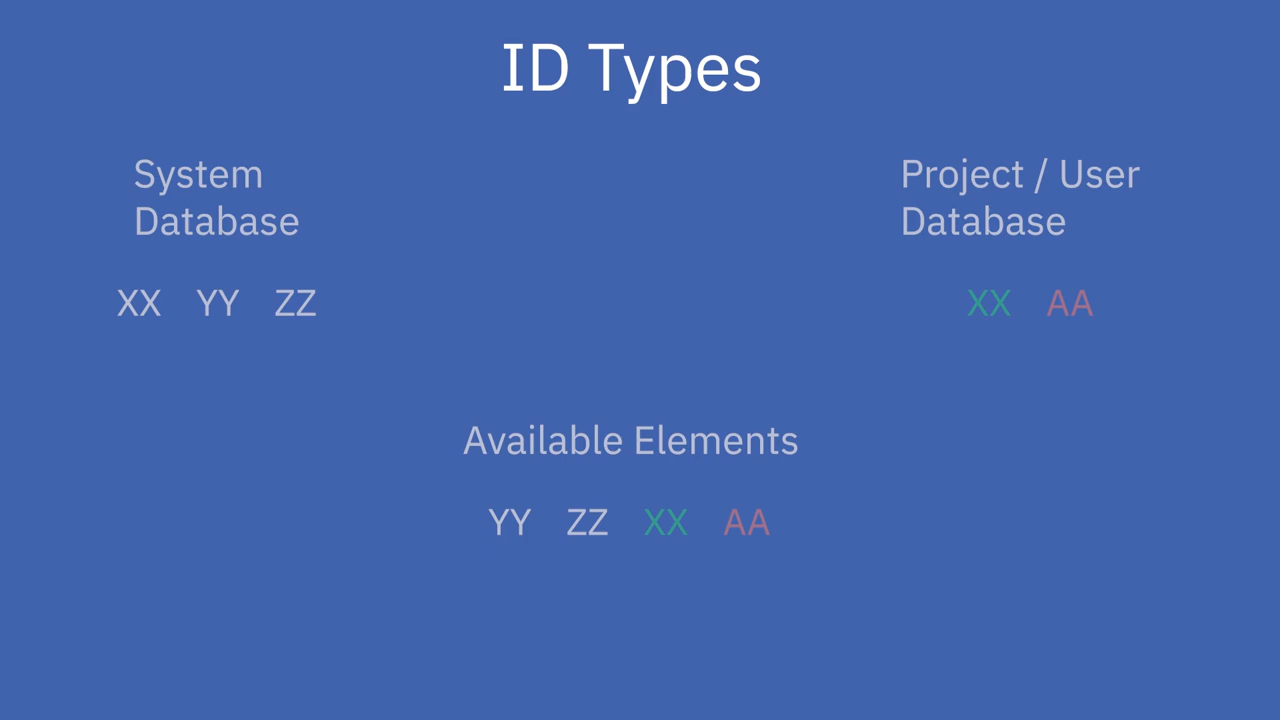 ID Types
System
Database
Project / User
Database
XX YY ZZ
XX AA
Available Elements
YY ZZ XX AA